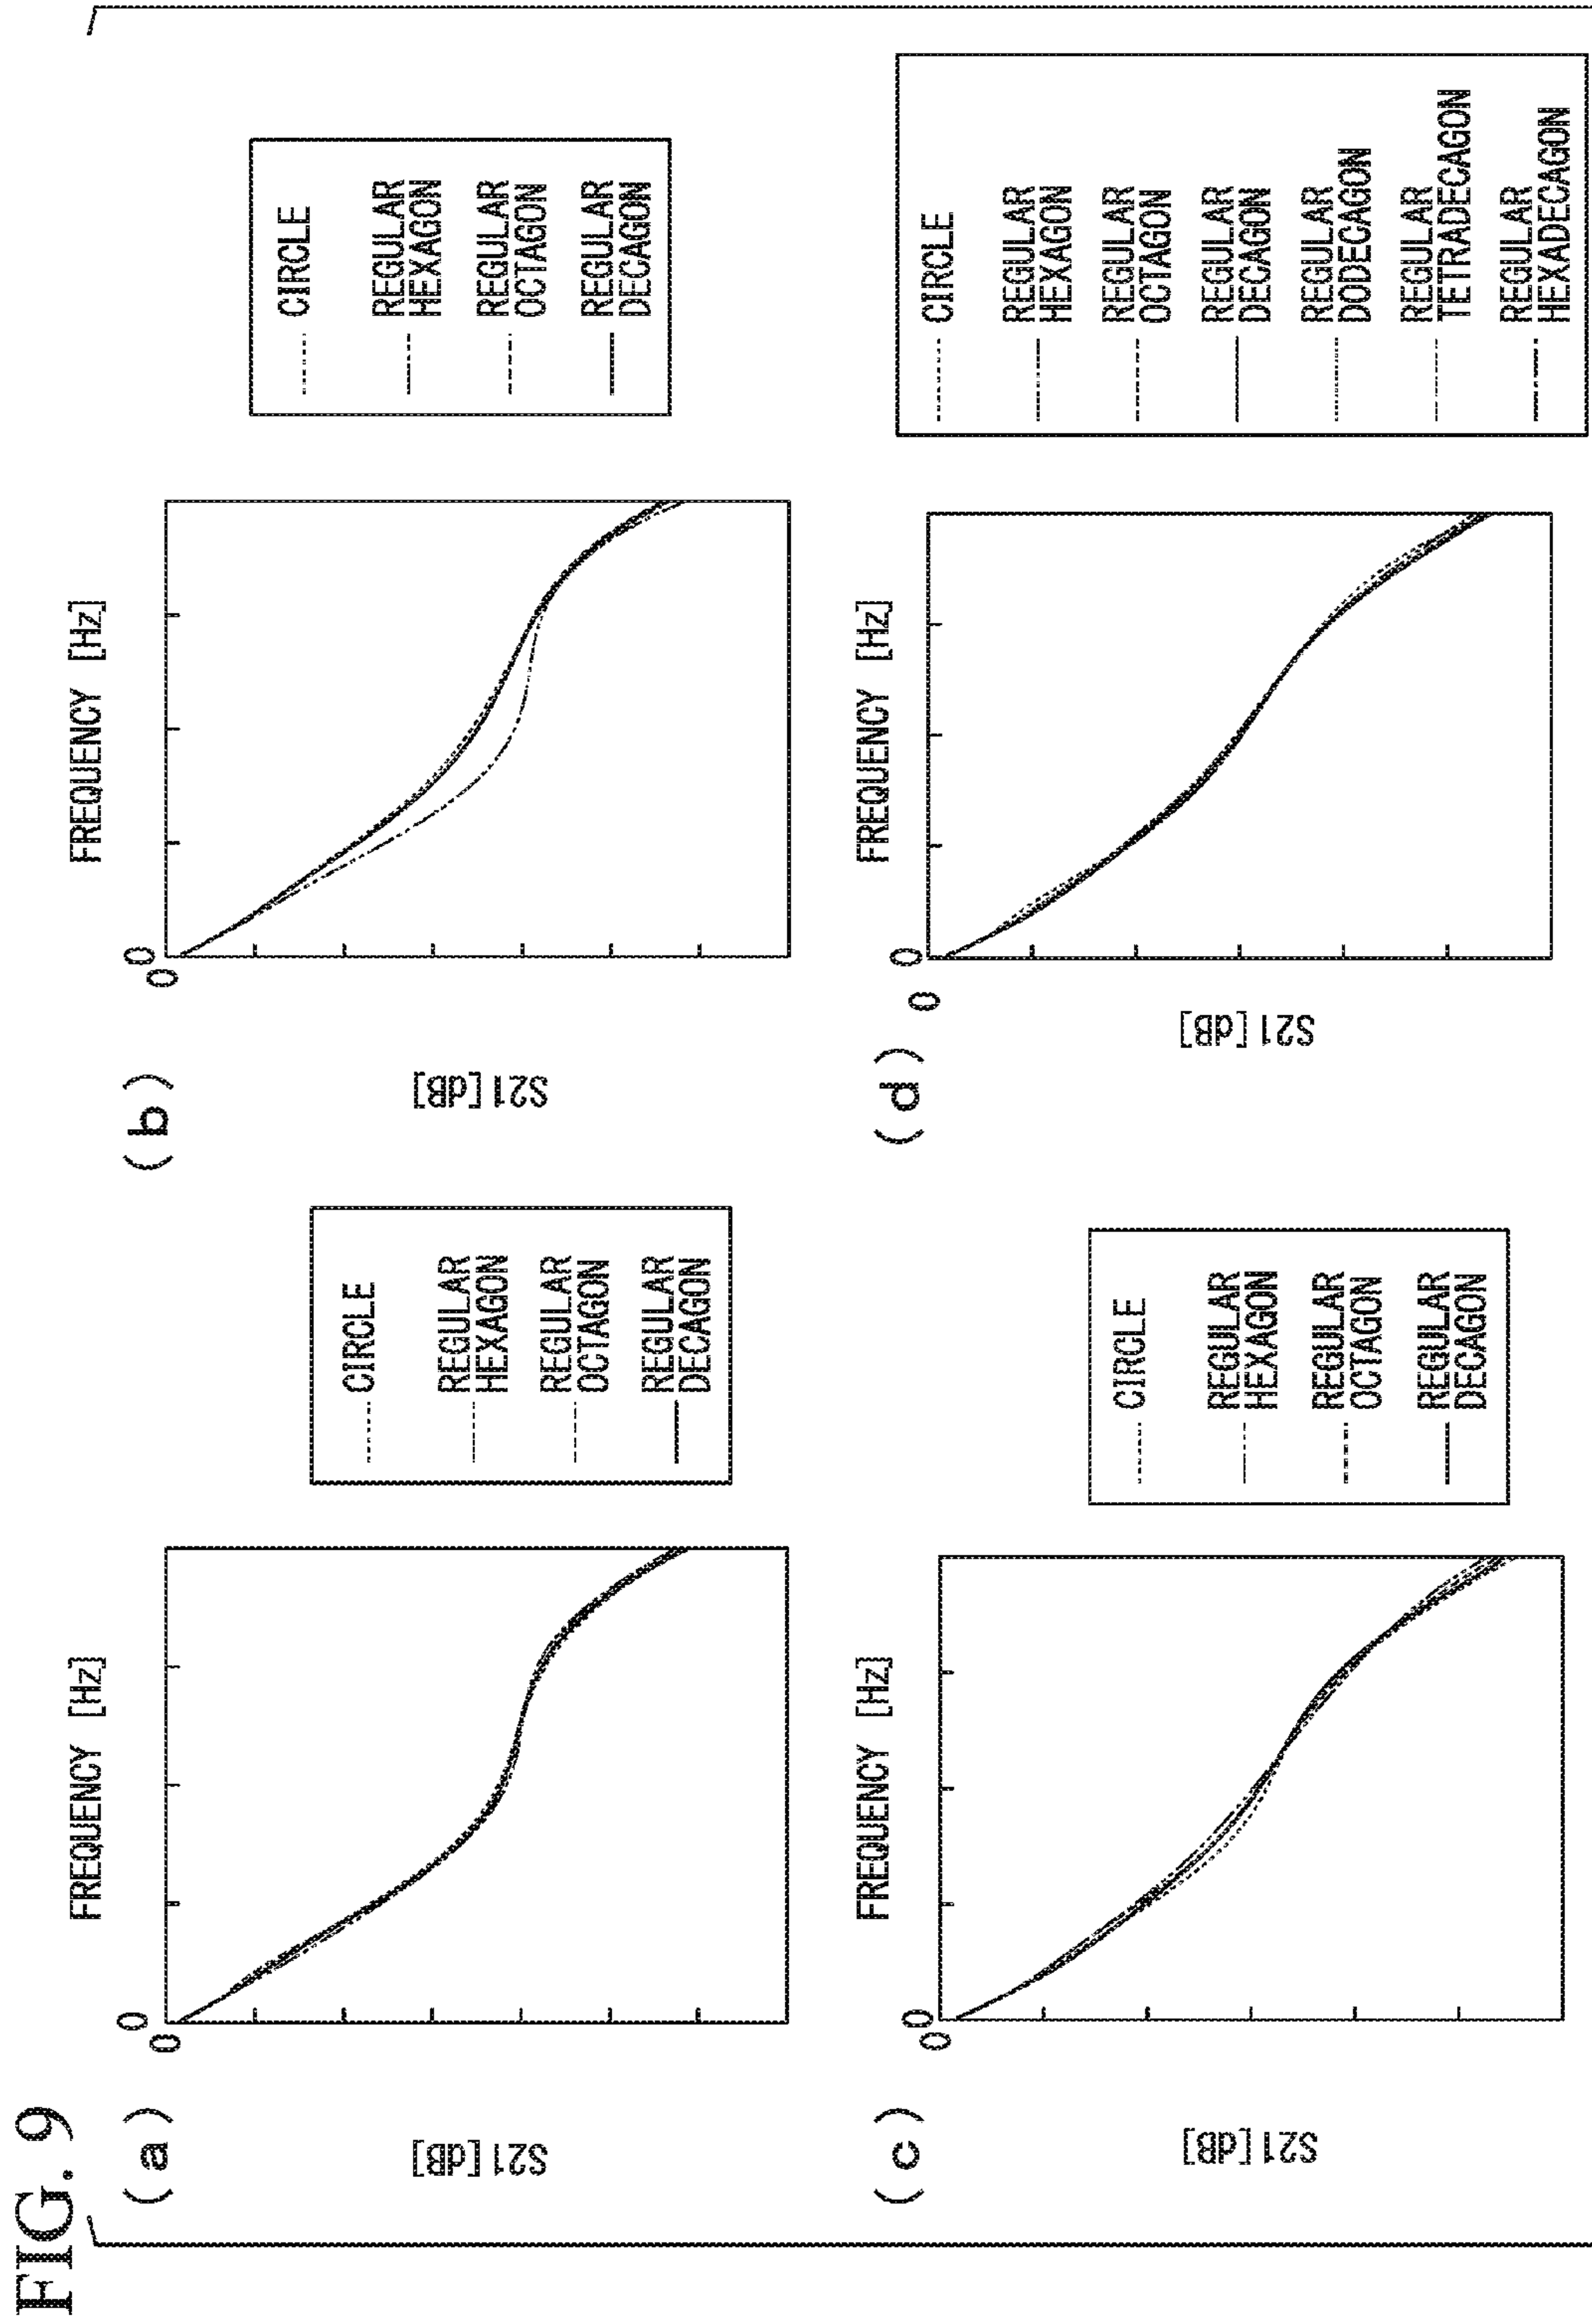 FIG. 9
(a)
FREQUENCY [Hz]
0
0
S21[dB]
CIRCLE
REGULAR
HEXAGON
REGULAR
OCTAGON
REGULAR
DECAGON
(b)
FREQUENCY [Hz]
0
0
S21[dB]
CIRCLE
REGULAR
HEXAGON
REGULAR
OCTAGON
REGULAR
DECAGON
(c)
FREQUENCY [Hz]
0
0
S21[dB]
CIRCLE
REGULAR
HEXAGON
REGULAR
OCTAGON
REGULAR
DECAGON
(d)
FREQUENCY [Hz]
0
0
S21[dB]
CIRCLE
REGULAR
HEXAGON
REGULAR
OCTAGON
REGULAR
DECAGON
REGULAR
DODECAGON
REGULAR
TETRADECAGON
REGULAR
HEXADECAGON